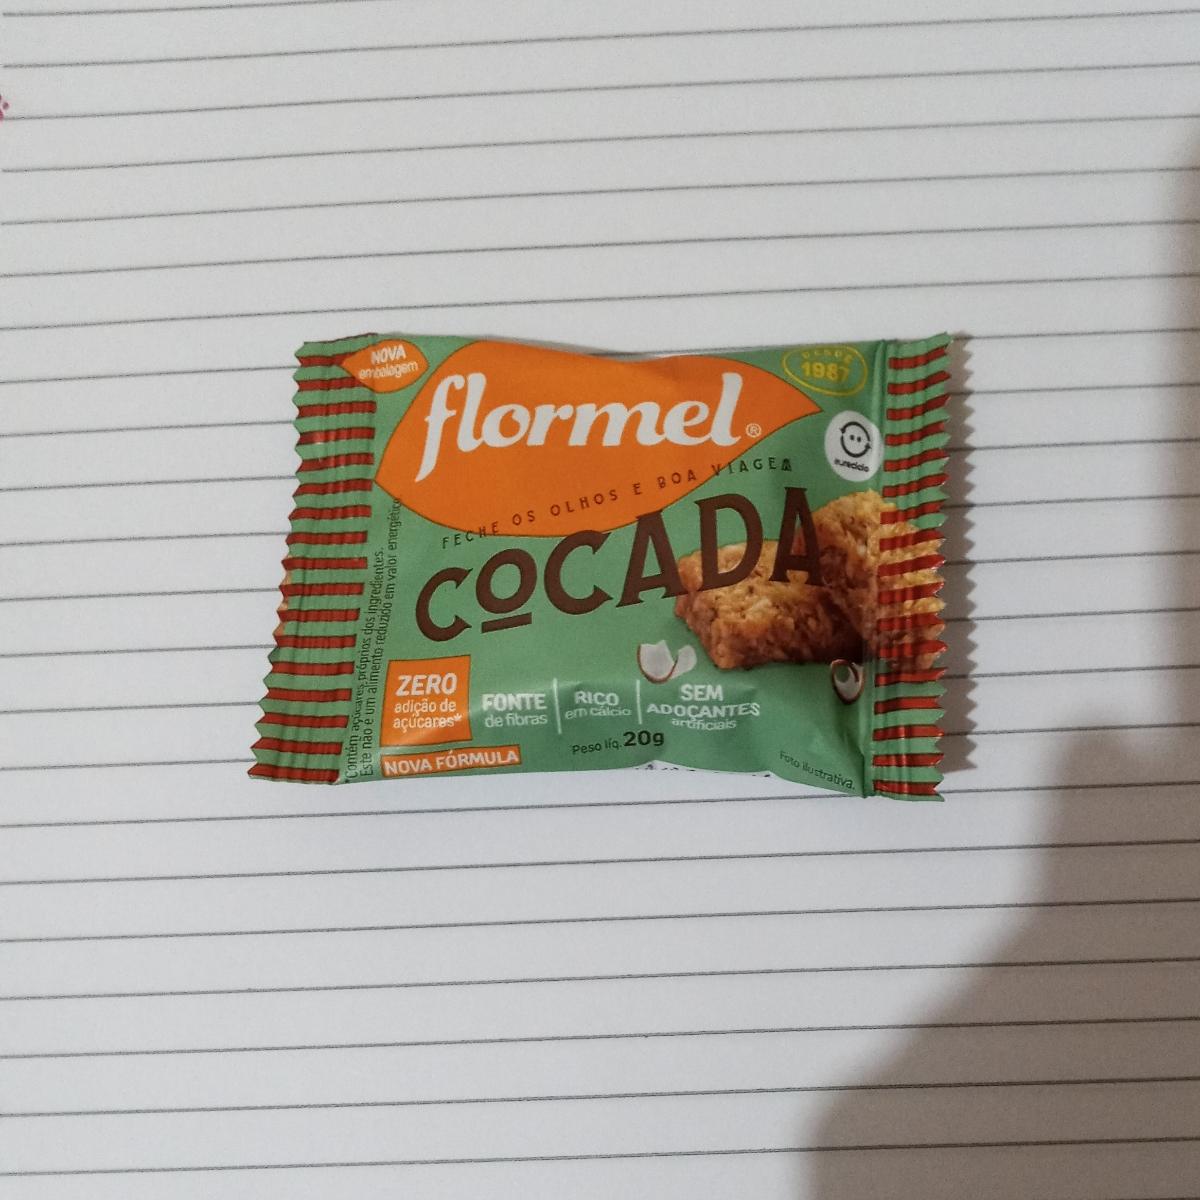 NOVA
embalagem
flormel®
DESDE
1987
eureciclo
FECHE OS OLHOS E BOA VIAGEM
COCADA
ZERO
adição de
açúcares*
FONTE
de fibras
RICO
em cálcio
SEM
ADOÇANTES
artificiais
NOVA FÓRMULA
Peso líq. 20g
Foto ilustrativa.
*Contém açúcares próprios dos ingredientes.
Este não é um alimento reduzido em valor energético.